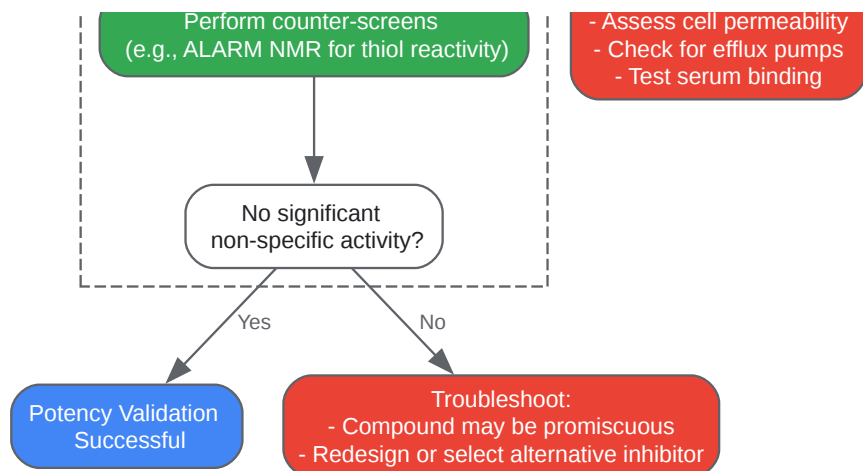 Perform counter-screens
(e.g., ALARM NMR for thiol reactivity)
- Assess cell permeability
- Check for efflux pumps
- Test serum binding
No significant
non-specific activity?
Yes
No
Potency Validation
Successful
Troubleshoot:
- Compound may be promiscuous
- Redesign or select alternative inhibitor